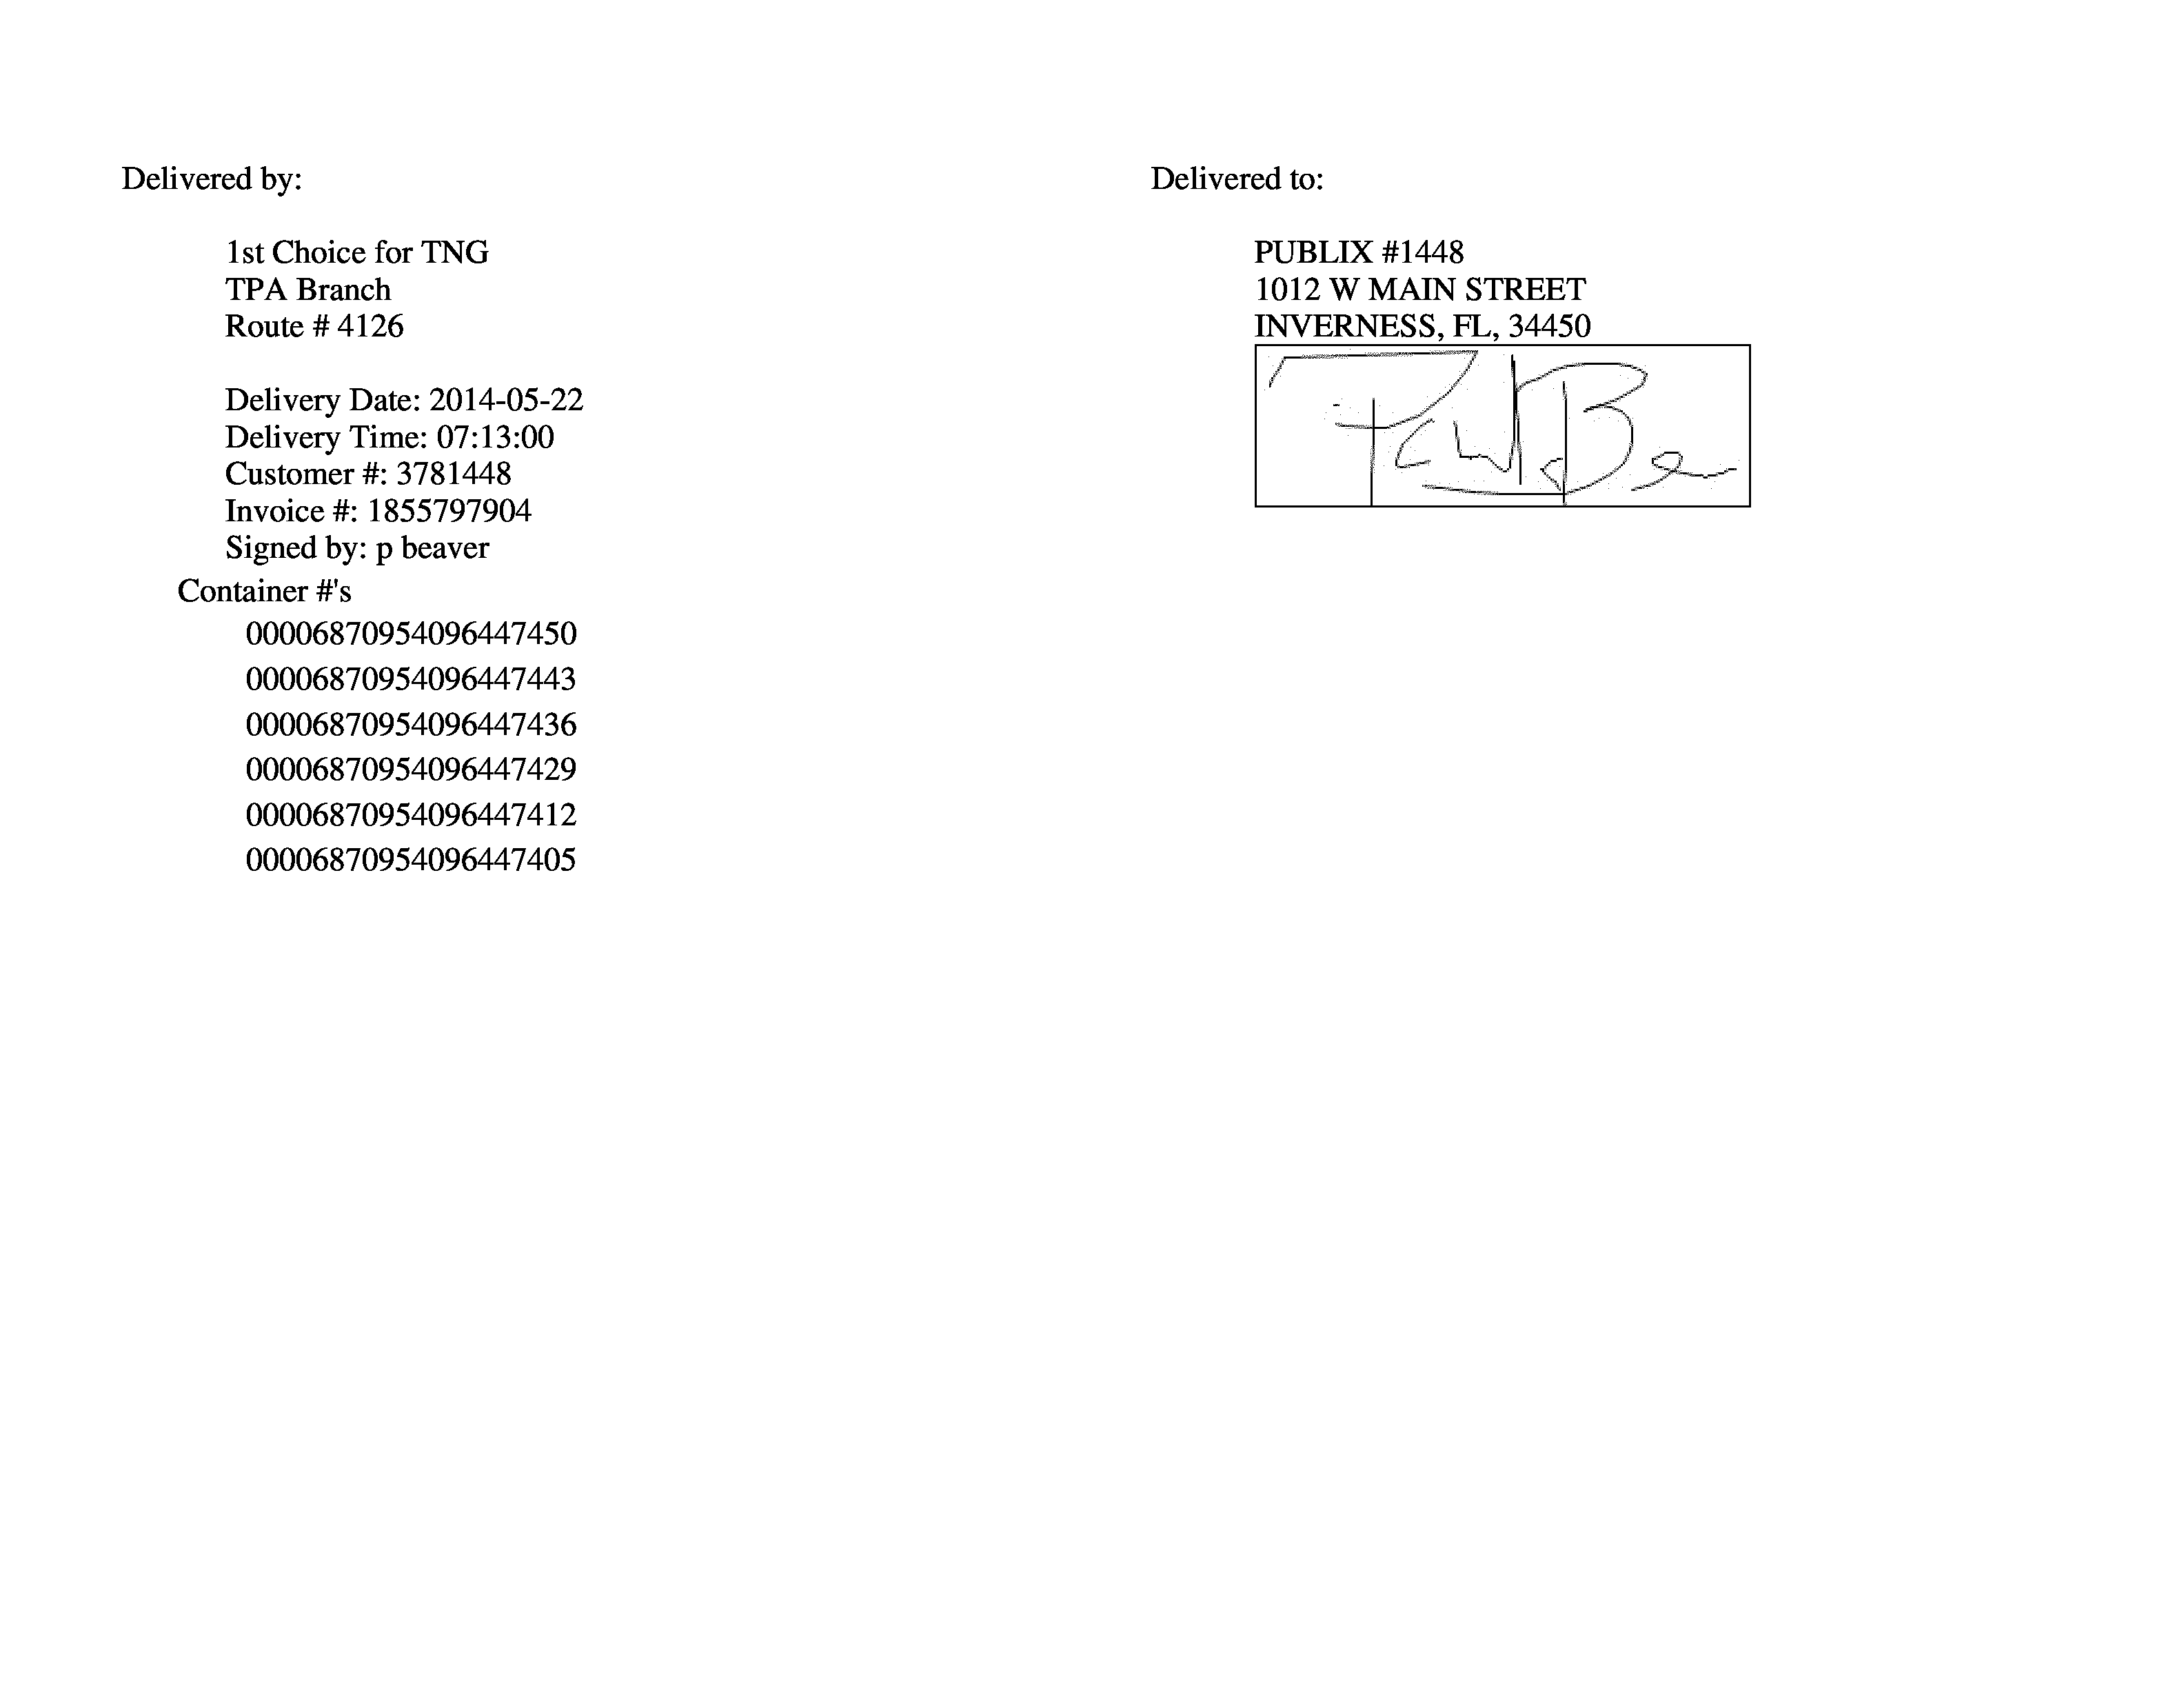 Delivered by:
1st Choice for TNG
TPA Branch
Route # 4126
Delivery Date: 2014-05-22
Delivery Time: 07:13:00
Customer #: 3781448
Invoice #: 1855797904
Signed by: p beaver
Container #'s
00006870954096447450
00006870954096447443
00006870954096447436
00006870954096447429
00006870954096447412
00006870954096447405
Delivered to:
PUBLIX #1448
1012 W MAIN STREET
INVERNESS, FL, 34450